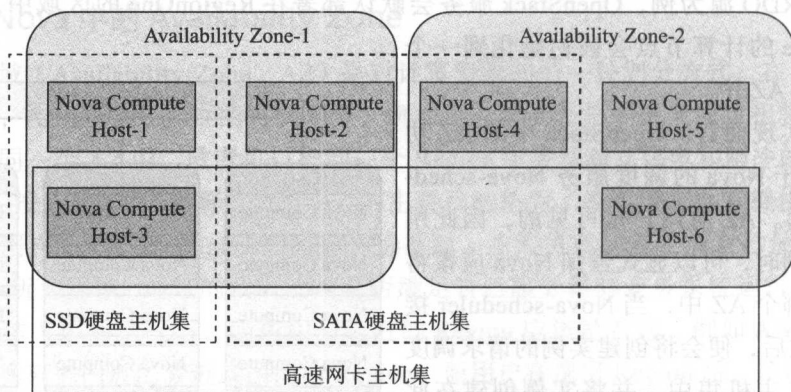 Availability Zone-1
Availability Zone-2
Nova Compute
Host-1
Nova Compute
Host-2
Nova Compute
Host-4
Nova Compute
Host-5
Nova Compute
Host-3
Nova Compute
Host-6
SSD硬盘主机集
SATA硬盘主机集
高速网卡主机集